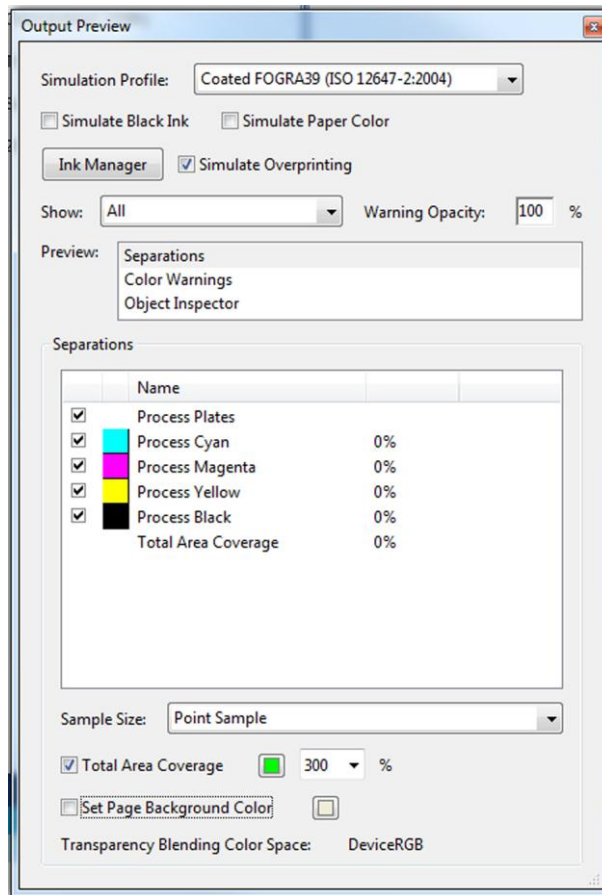 Output Preview
Simulation Profile: Coated FOGRA39 (ISO 12647-2:2004)
Simulate Black Ink Simulate Paper Color
Ink Manager Simulate Overprinting
Show: All Warning Opacity: 100 %
Preview: Separations
Color Warnings
Object Inspector
Separations
Name
Process Plates
Process Cyan 0%
Process Magenta 0%
Process Yellow 0%
Process Black 0%
Total Area Coverage 0%
Sample Size: Point Sample
Total Area Coverage 300 %
Set Page Background Color
Transparency Blending Color Space: DeviceRGB